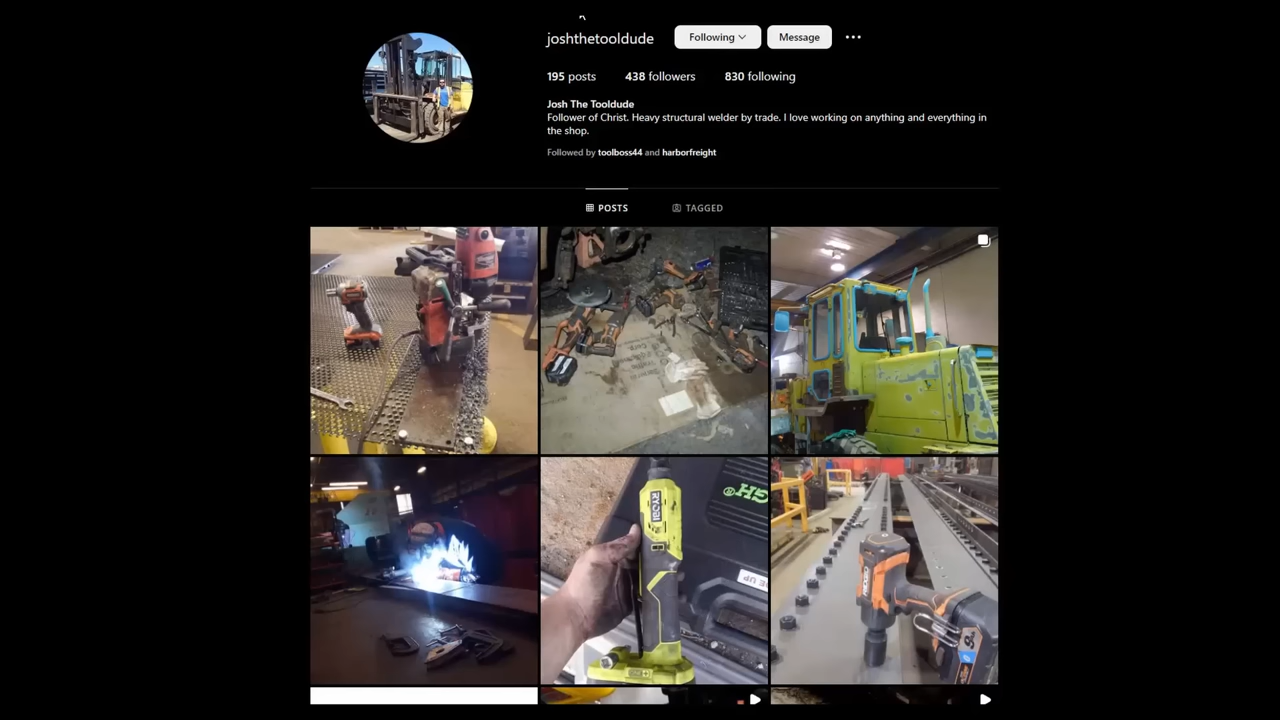 joshthetooldude Following Message
195 posts 438 followers 830 following
Josh The Tooldude
Follower of Christ. Heavy structural welder by trade. I love working on anything and everything in
the shop.
Followed by toolboss44 and harborfreight
POSTS TAGGED
RYOBI
RIDGID